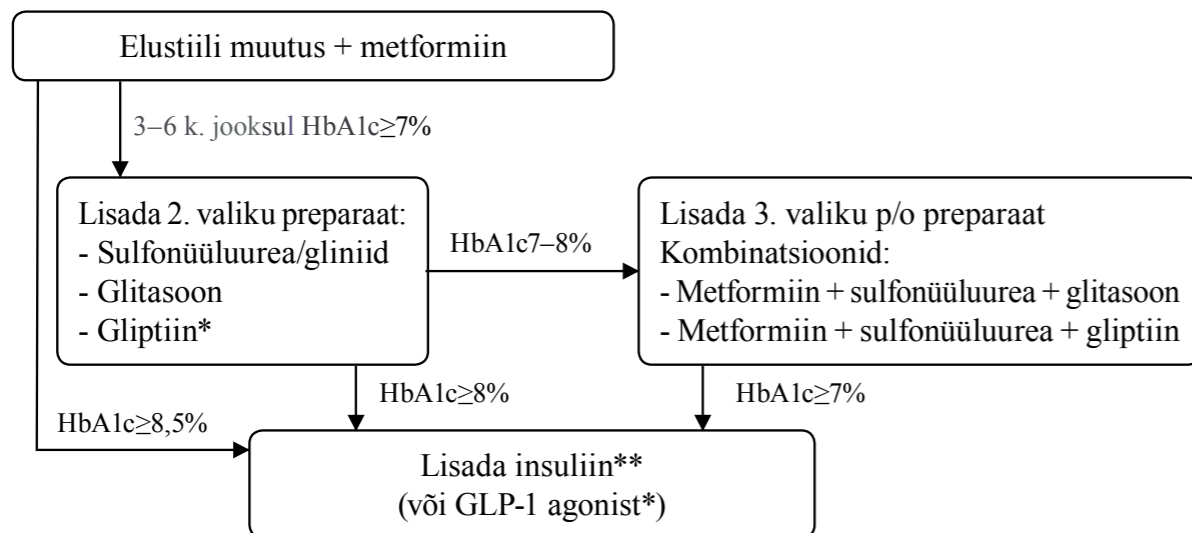 Elustiili muutus + metformiin
3–6 k. jooksul HbA1c≥7%
Lisada 2. valiku preparaat:
- Sulfonüüluurea/gliniid
- Glitasoon
- Gliptiin*
HbA1c7–8%
Lisada 3. valiku p/o preparaat
Kombinatsioonid:
- Metformiin + sulfonüüluurea + glitasoon
- Metformiin + sulfonüüluurea + gliptiin
HbA1c≥8%
HbA1c≥7%
HbA1c≥8,5%
Lisada insuliin**
(või GLP-1 agonist*)